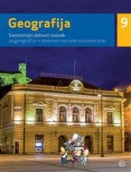 Geografija
9
Samostojni delovni zvezek
za geografijo v devetem razredu osnovne šole